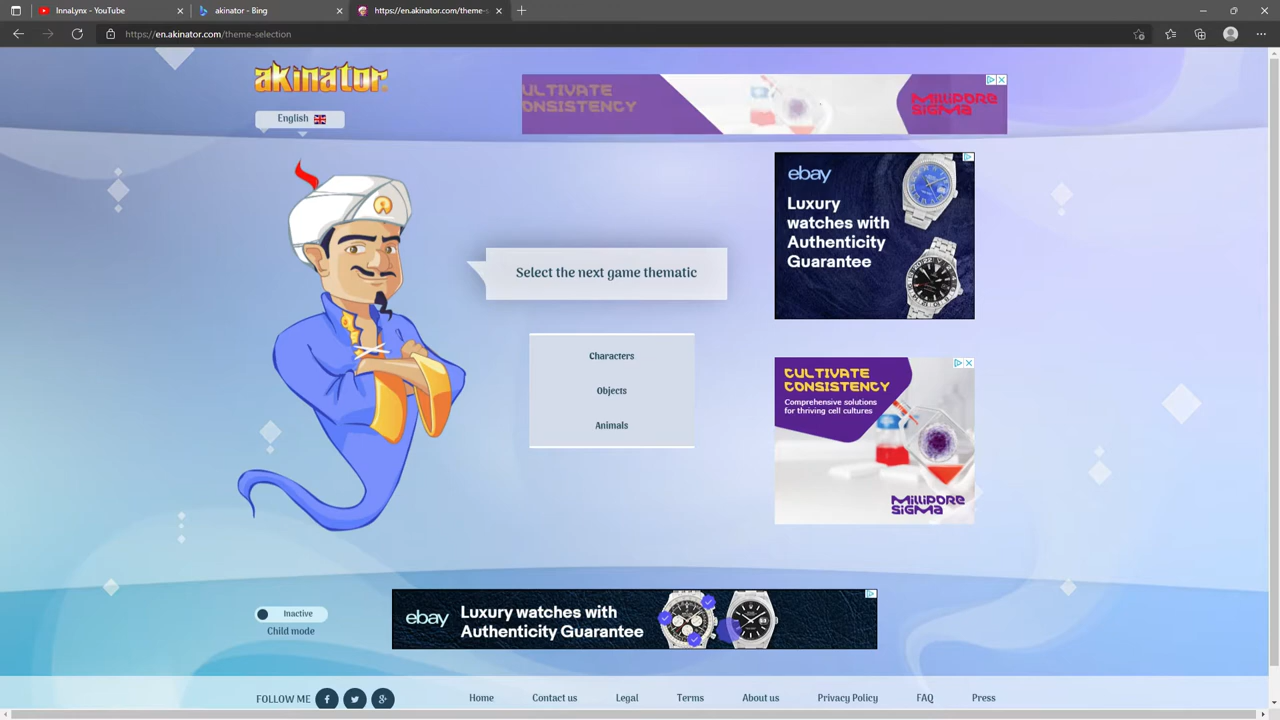 InnaLynx - YouTube
akinator - Bing
https://en.akinator.com/theme-s
https://en.akinator.com/theme-selection
akinator
English
CULTIVATE
CONSISTENCY
MILLIPORE
SIGMA
ebay
Luxury
watches with
Authenticity
Guarantee
Select the next game thematic
Characters
Objects
Animals
CULTIVATE
CONSISTENCY
Comprehensive solutions
for thriving cell cultures
MILLIPORE
SIGMA
Inactive
Child mode
ebay
Luxury watches with
Authenticity Guarantee
FOLLOW ME
Home Contact us Legal Terms About us Privacy Policy FAQ Press